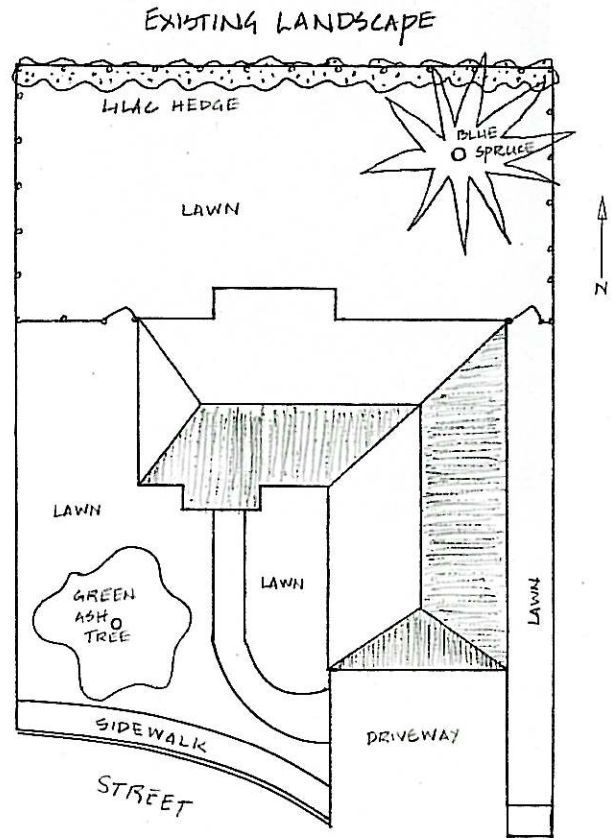 EXISTING LANDSCAPE
LILAC HEDGE
BLUE
SPRUCE
LAWN
N
LAWN
LAWN
GREEN
ASH
TREE
LAWN
SIDEWALK
DRIVEWAY
STREET